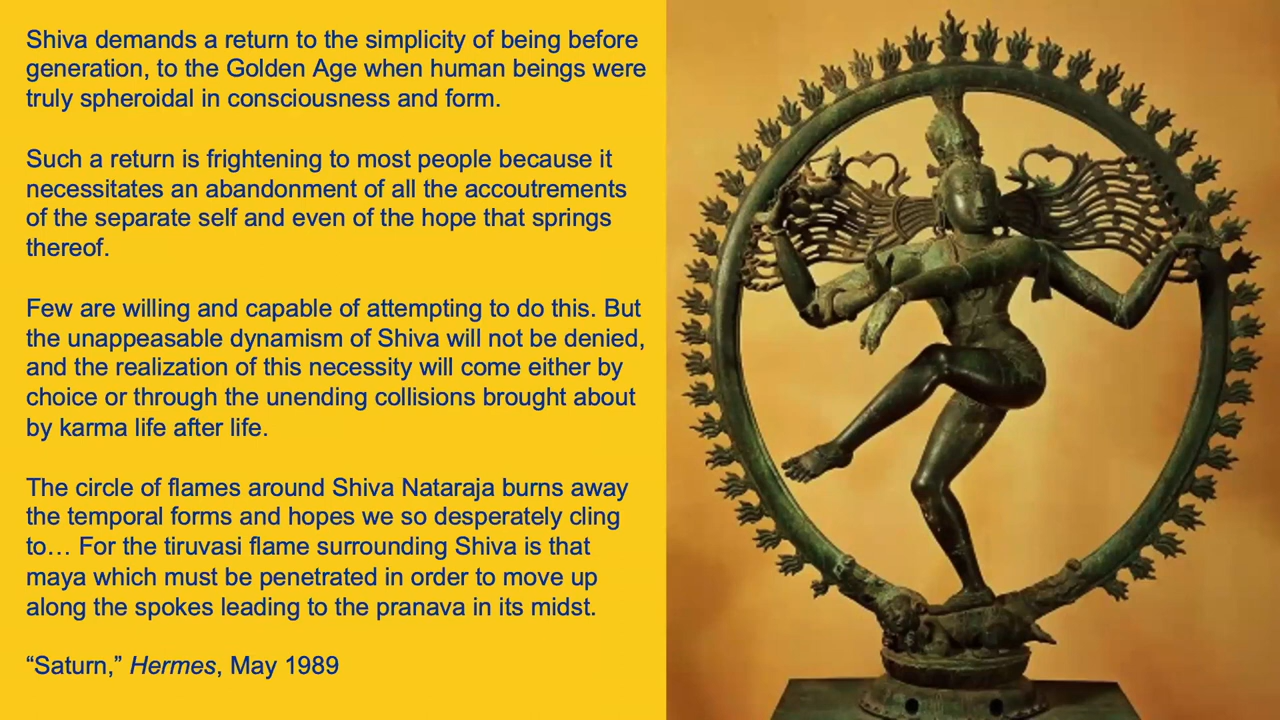 Shiva demands a return to the simplicity of being before
generation, to the Golden Age when human beings were
truly spheroidal in consciousness and form.
Such a return is frightening to most people because it
necessitates an abandonment of all the accoutrements
of the separate self and even of the hope that springs
thereof.
Few are willing and capable of attempting to do this. But
the unappeasable dynamism of Shiva will not be denied,
and the realization of this necessity will come either by
choice or through the unending collisions brought about
by karma life after life.
The circle of flames around Shiva Nataraja burns away
the temporal forms and hopes we so desperately cling
to… For the tiruvasi flame surrounding Shiva is that
maya which must be penetrated in order to move up
along the spokes leading to the pranava in its midst.
“Saturn,” Hermes, May 1989